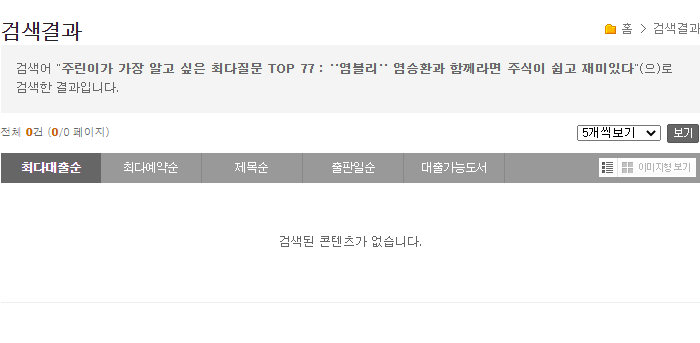 검색결과
홈 > 검색결과
검색어 "주린이가 가장 알고 싶은 최다질문 TOP 77 : ¨염블리¨ 염승환과 함께라면 주식이 쉽고 재미있다"(으)로
검색한 결과입니다.
전체 0건 (0/0 페이지)
5개씩보기 보기
최다대출순 최다예약순 제목순 출판일순 대출가능도서 이미지형 보기
검색된 콘텐츠가 없습니다.